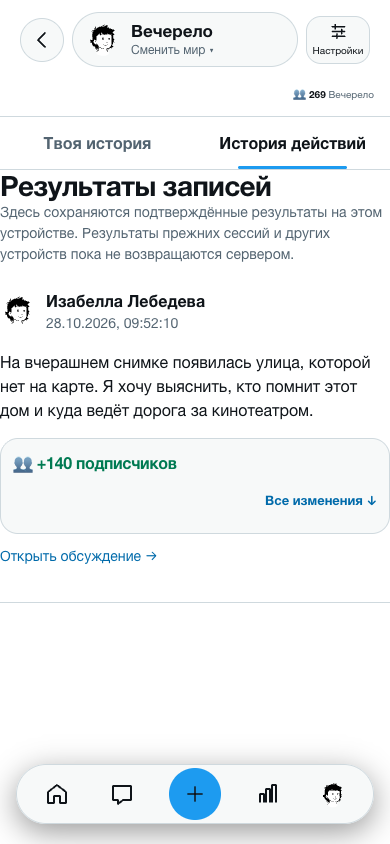 Вечерело
Сменить мир ▾
Настройки
👥 269 Вечерело
Твоя история
История действий
Результаты записей
Здесь сохраняются подтверждённые результаты на этом
устройстве. Результаты прежних сессий и других
устройств пока не возвращаются сервером.
Изабелла Лебедева
28.10.2026, 09:52:10
На вчерашнем снимке появилась улица, которой
нет на карте. Я хочу выяснить, кто помнит этот
дом и куда ведёт дорога за кинотеатром.
👥 +140 подписчиков
Все изменения ↓
Открыть обсуждение →